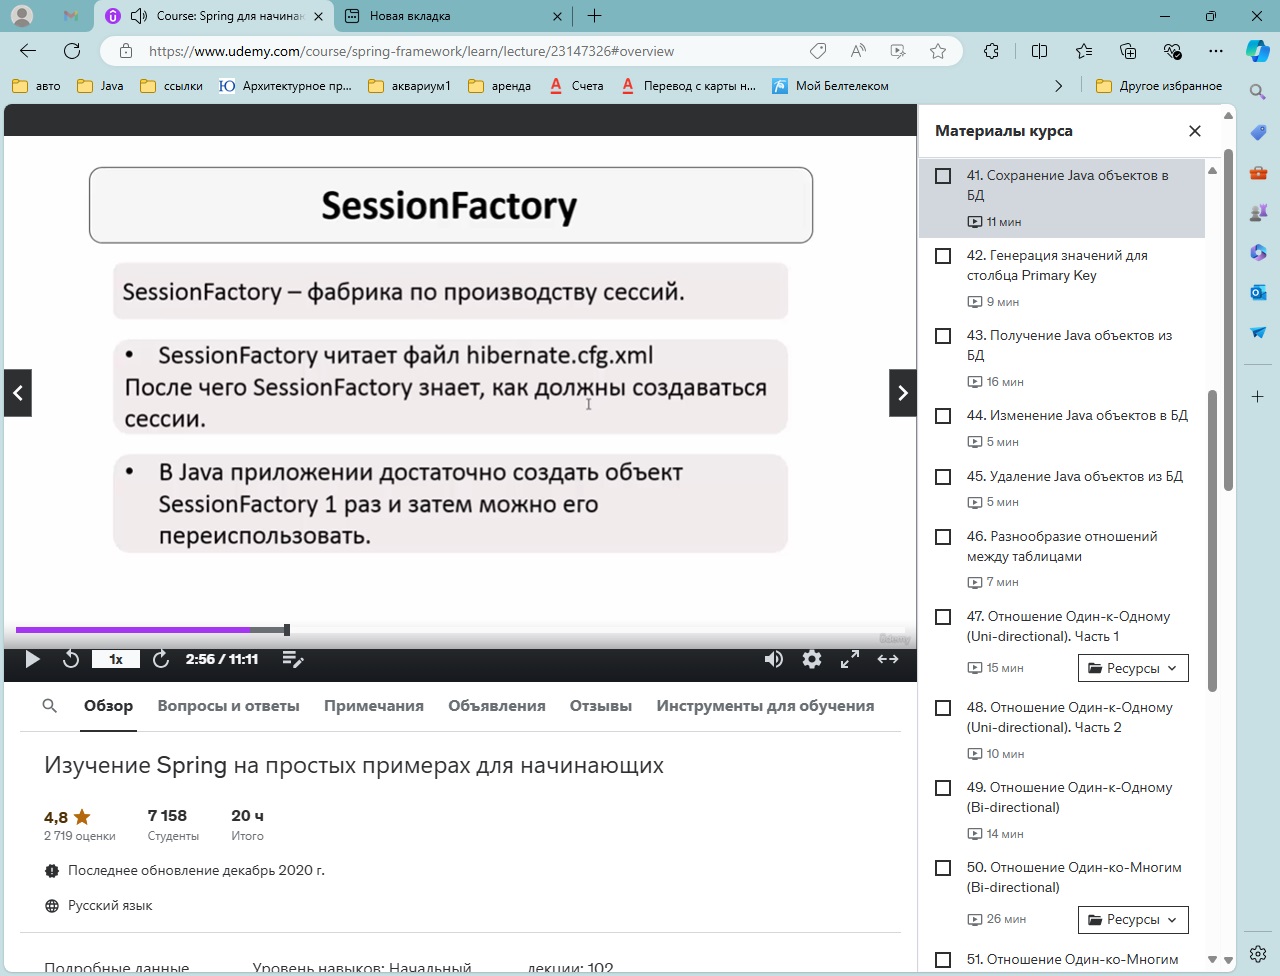 Course: Spring для начинаю
Новая вкладка
https://www.udemy.com/course/spring-framework/learn/lecture/23147326#overview
авто
Java
ссылки
Ю Архитектурное пр...
аквариум1
аренда
Счета
Перевод с карты н...
Мой Белтелеком
Другое избранное
SessionFactory
SessionFactory – фабрика по производству сессий.
• SessionFactory читает файл hibernate.cfg.xml
После чего SessionFactory знает, как должны создаваться
сессии.
• В Java приложении достаточно создать объект
SessionFactory 1 раз и затем можно его
переиспользовать.
Udemy
1x
2:56 / 11:11
Обзор
Вопросы и ответы
Примечания
Объявления
Отзывы
Инструменты для обучения
Изучение Spring на простых примерах для начинающих
4,8
7 158
20 ч
2 719 оценки
Студенты
Итого
Последнее обновление декабрь 2020 г.
Русский язык
Подробные данные
Уровень навыков: Начальный
лекции: 102
Материалы курса
41. Сохранение Java объектов в
БД
11 мин
42. Генерация значений для
столбца Primary Key
9 мин
43. Получение Java объектов из
БД
16 мин
44. Изменение Java объектов в БД
5 мин
45. Удаление Java объектов из БД
5 мин
46. Разнообразие отношений
между таблицами
7 мин
47. Отношение Один-к-Одному
(Uni-directional). Часть 1
15 мин
Ресурсы
48. Отношение Один-к-Одному
(Uni-directional). Часть 2
10 мин
49. Отношение Один-к-Одному
(Bi-directional)
14 мин
50. Отношение Один-ко-Многим
(Bi-directional)
26 мин
Ресурсы
51. Отношение Один-ко-Многим